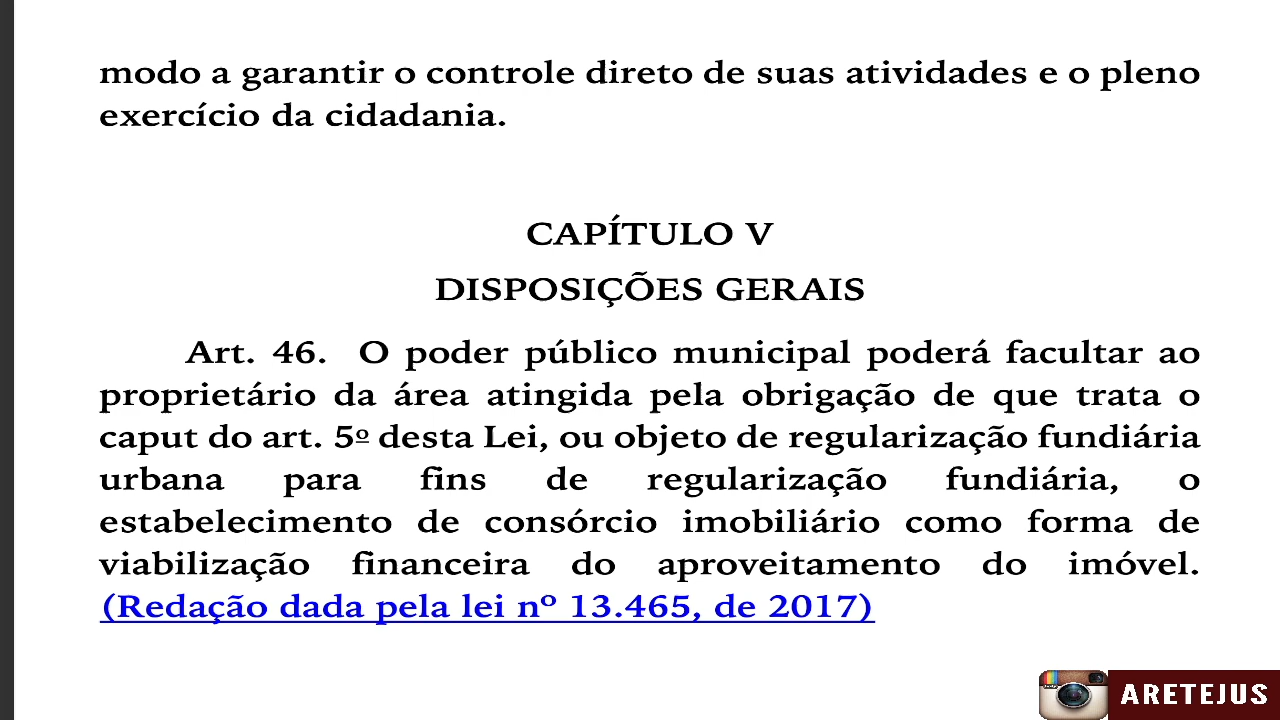 modo a garantir o controle direto de suas atividades e o pleno
exercício da cidadania.
CAPÍTULO V
DISPOSIÇÕES GERAIS
Art. 46. O poder público municipal poderá facultar ao
proprietário da área atingida pela obrigação de que trata o
caput do art. 5º desta Lei, ou objeto de regularização fundiária
urbana para fins de regularização fundiária, o
estabelecimento de consórcio imobiliário como forma de
viabilização financeira do aproveitamento do imóvel.
(Redação dada pela lei nº 13.465, de 2017)
ARETEJUS